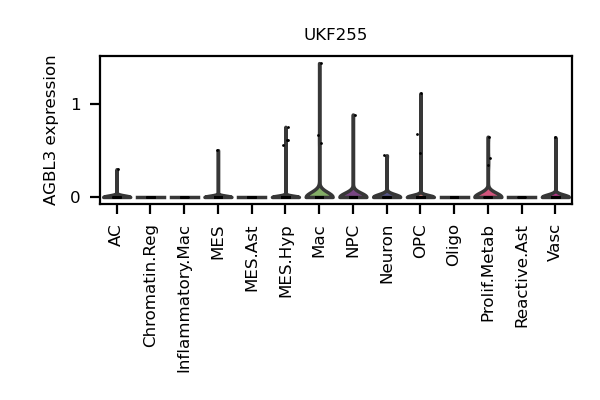 UKF255
AGBL3 expression
1
0
AC
Chromatin.Reg
Inflammatory.Mac
MES
MES.Ast
MES.Hyp
Mac
NPC
Neuron
OPC
Oligo
Prolif.Metab
Reactive.Ast
Vasc